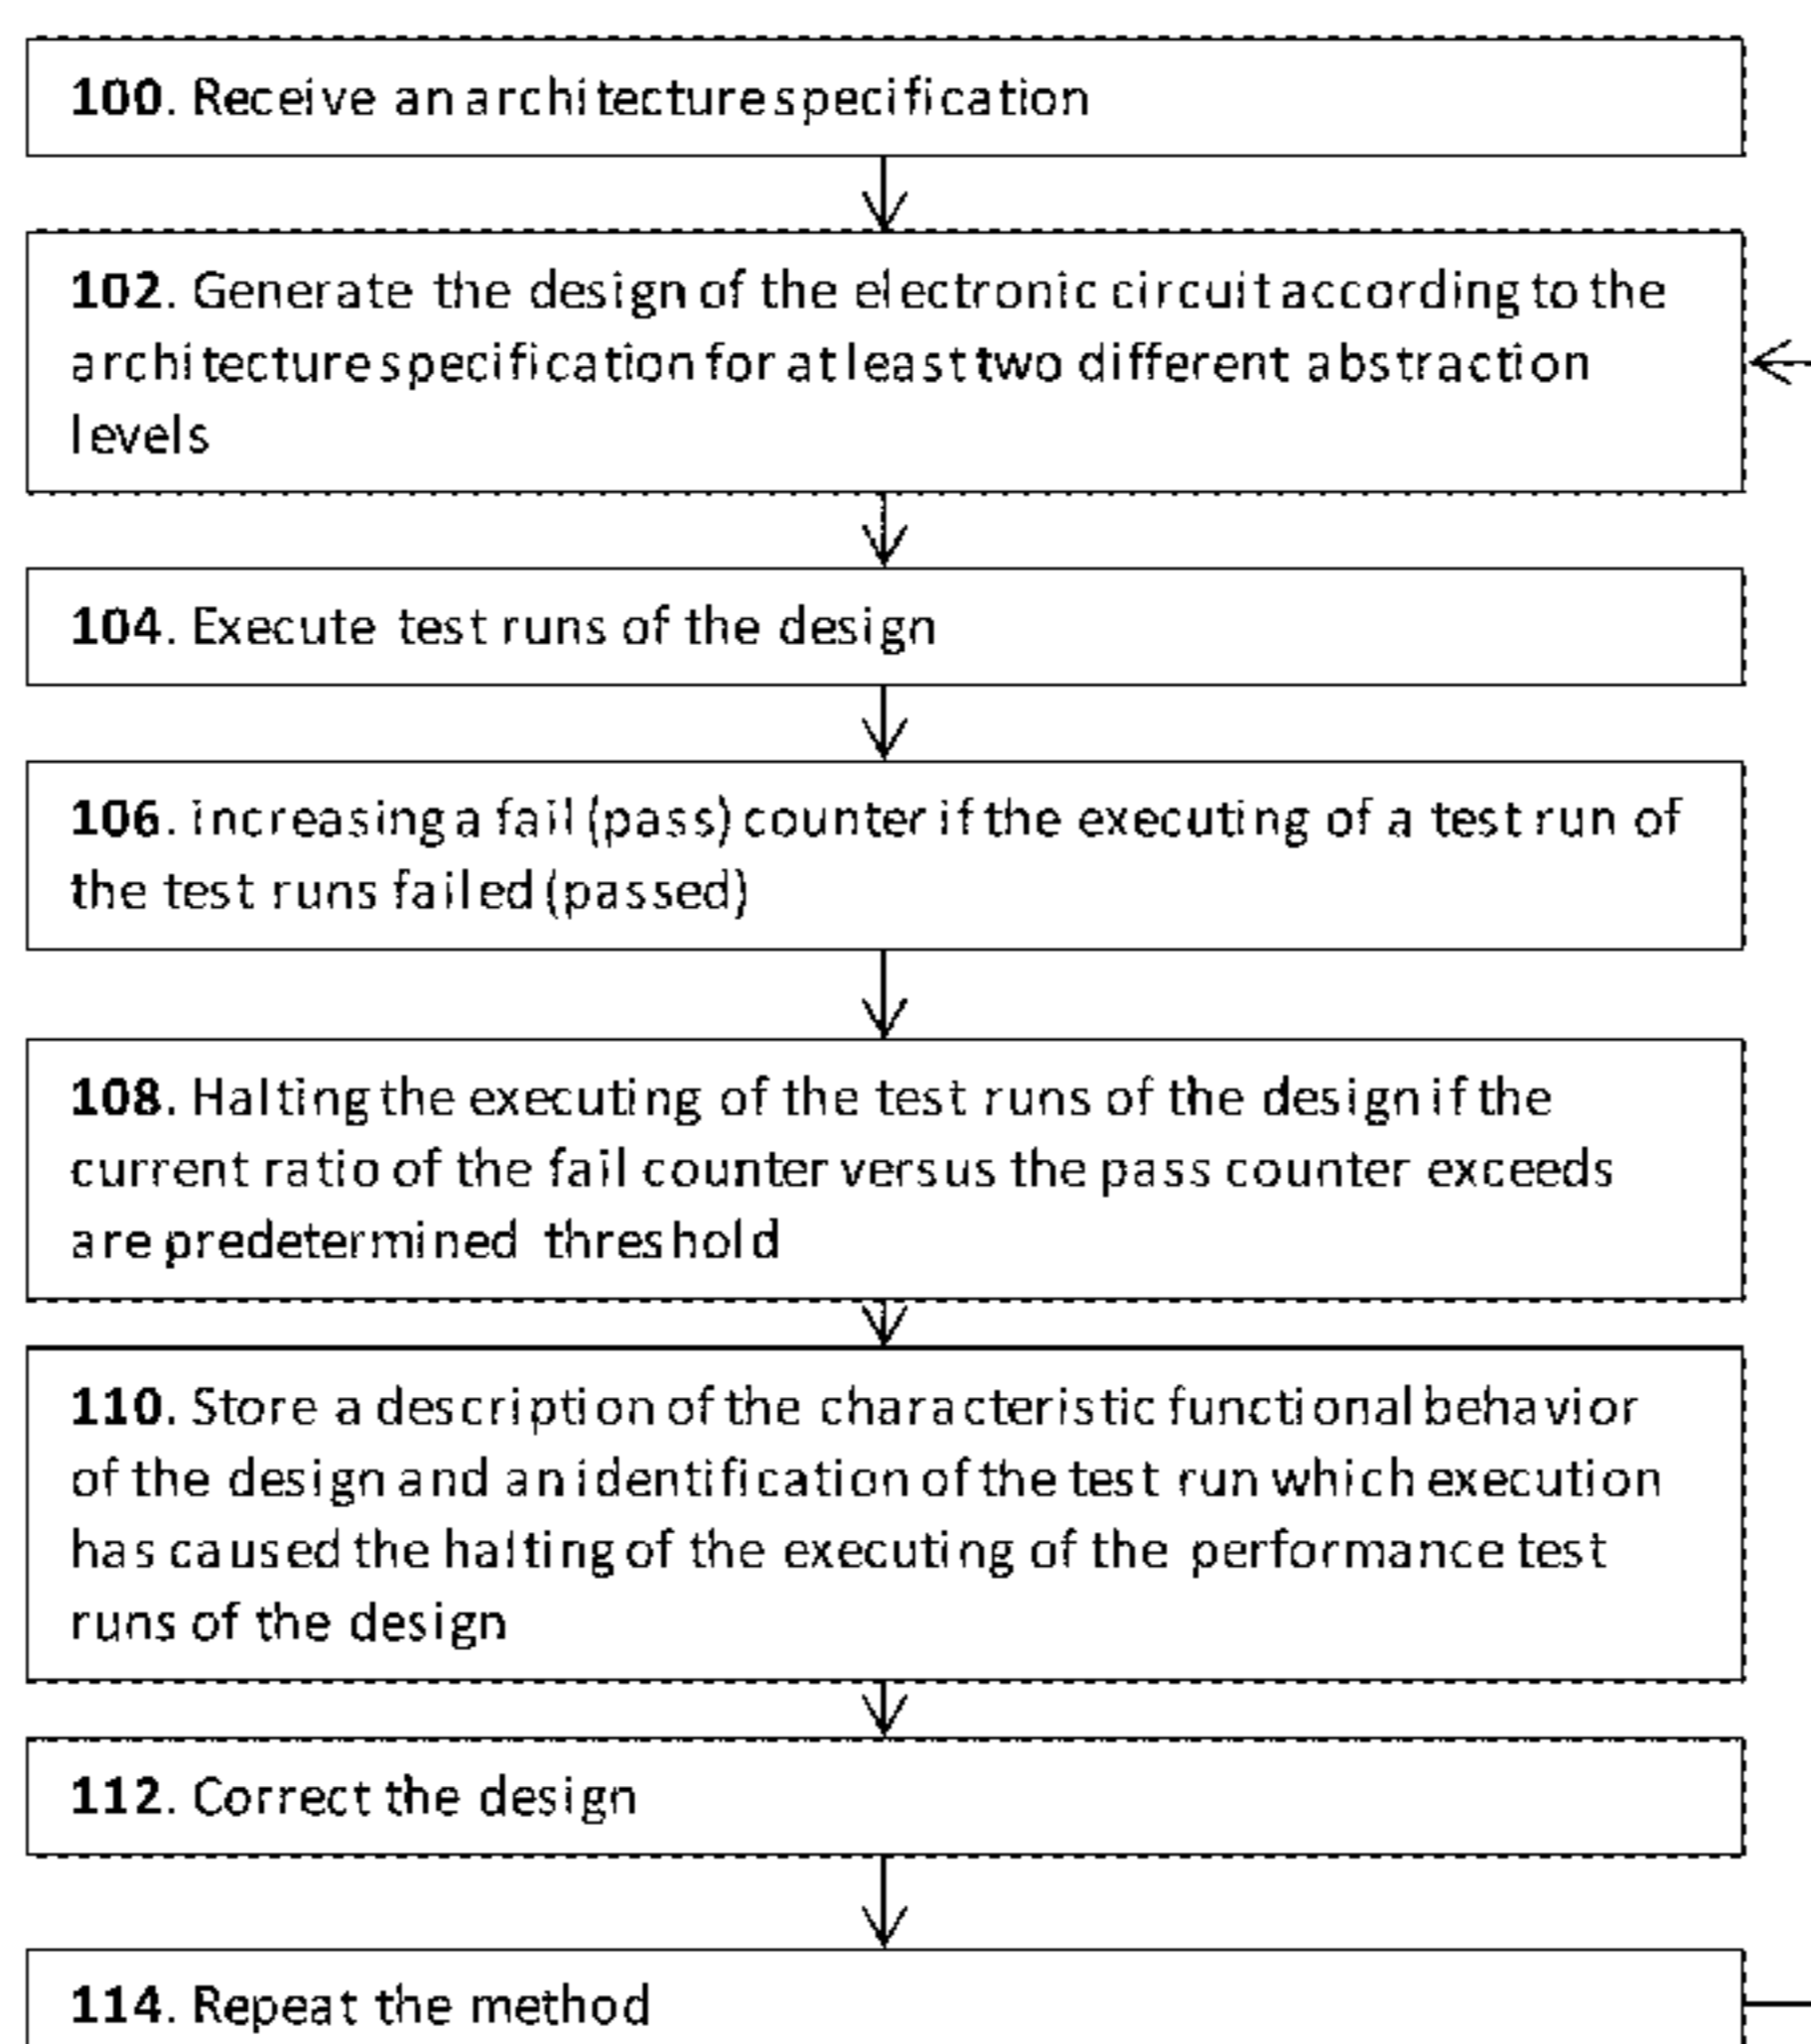 100. Receive an architecture specification
102. Generate the design of the electronic circuit according to the
architecture specification for at least two different abstraction
levels
104. Execute test runs of the design
106. increasing a fail (pass) counter if the executing of a test run of
the test runs failed (passed)
108. Halting the executing of the test runs of the design if the
current ratio of the fail counter versus the pass counter exceeds
are predetermined threshold
110. Store a description of the characteristic functional behavior
of the design and an identification of the test run which execution
has caused the halting of the executing of the performance test
runs of the design
112. Correct the design
114. Repeat the method